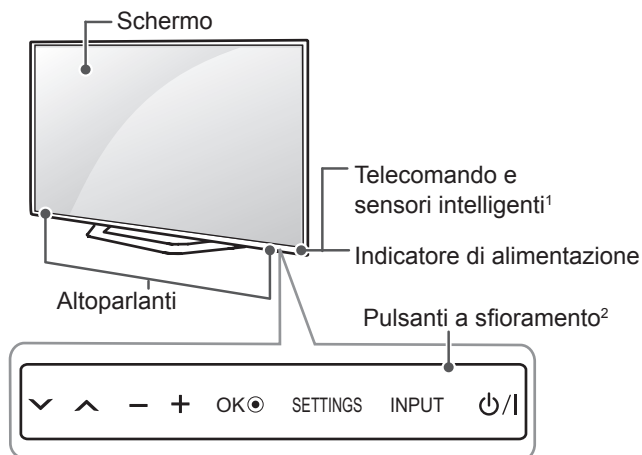 Schermo
Telecomando e
sensori intelligenti¹
Indicatore di alimentazione
Altoparlanti
Pulsanti a sfioramento²
OK SETTINGS INPUT